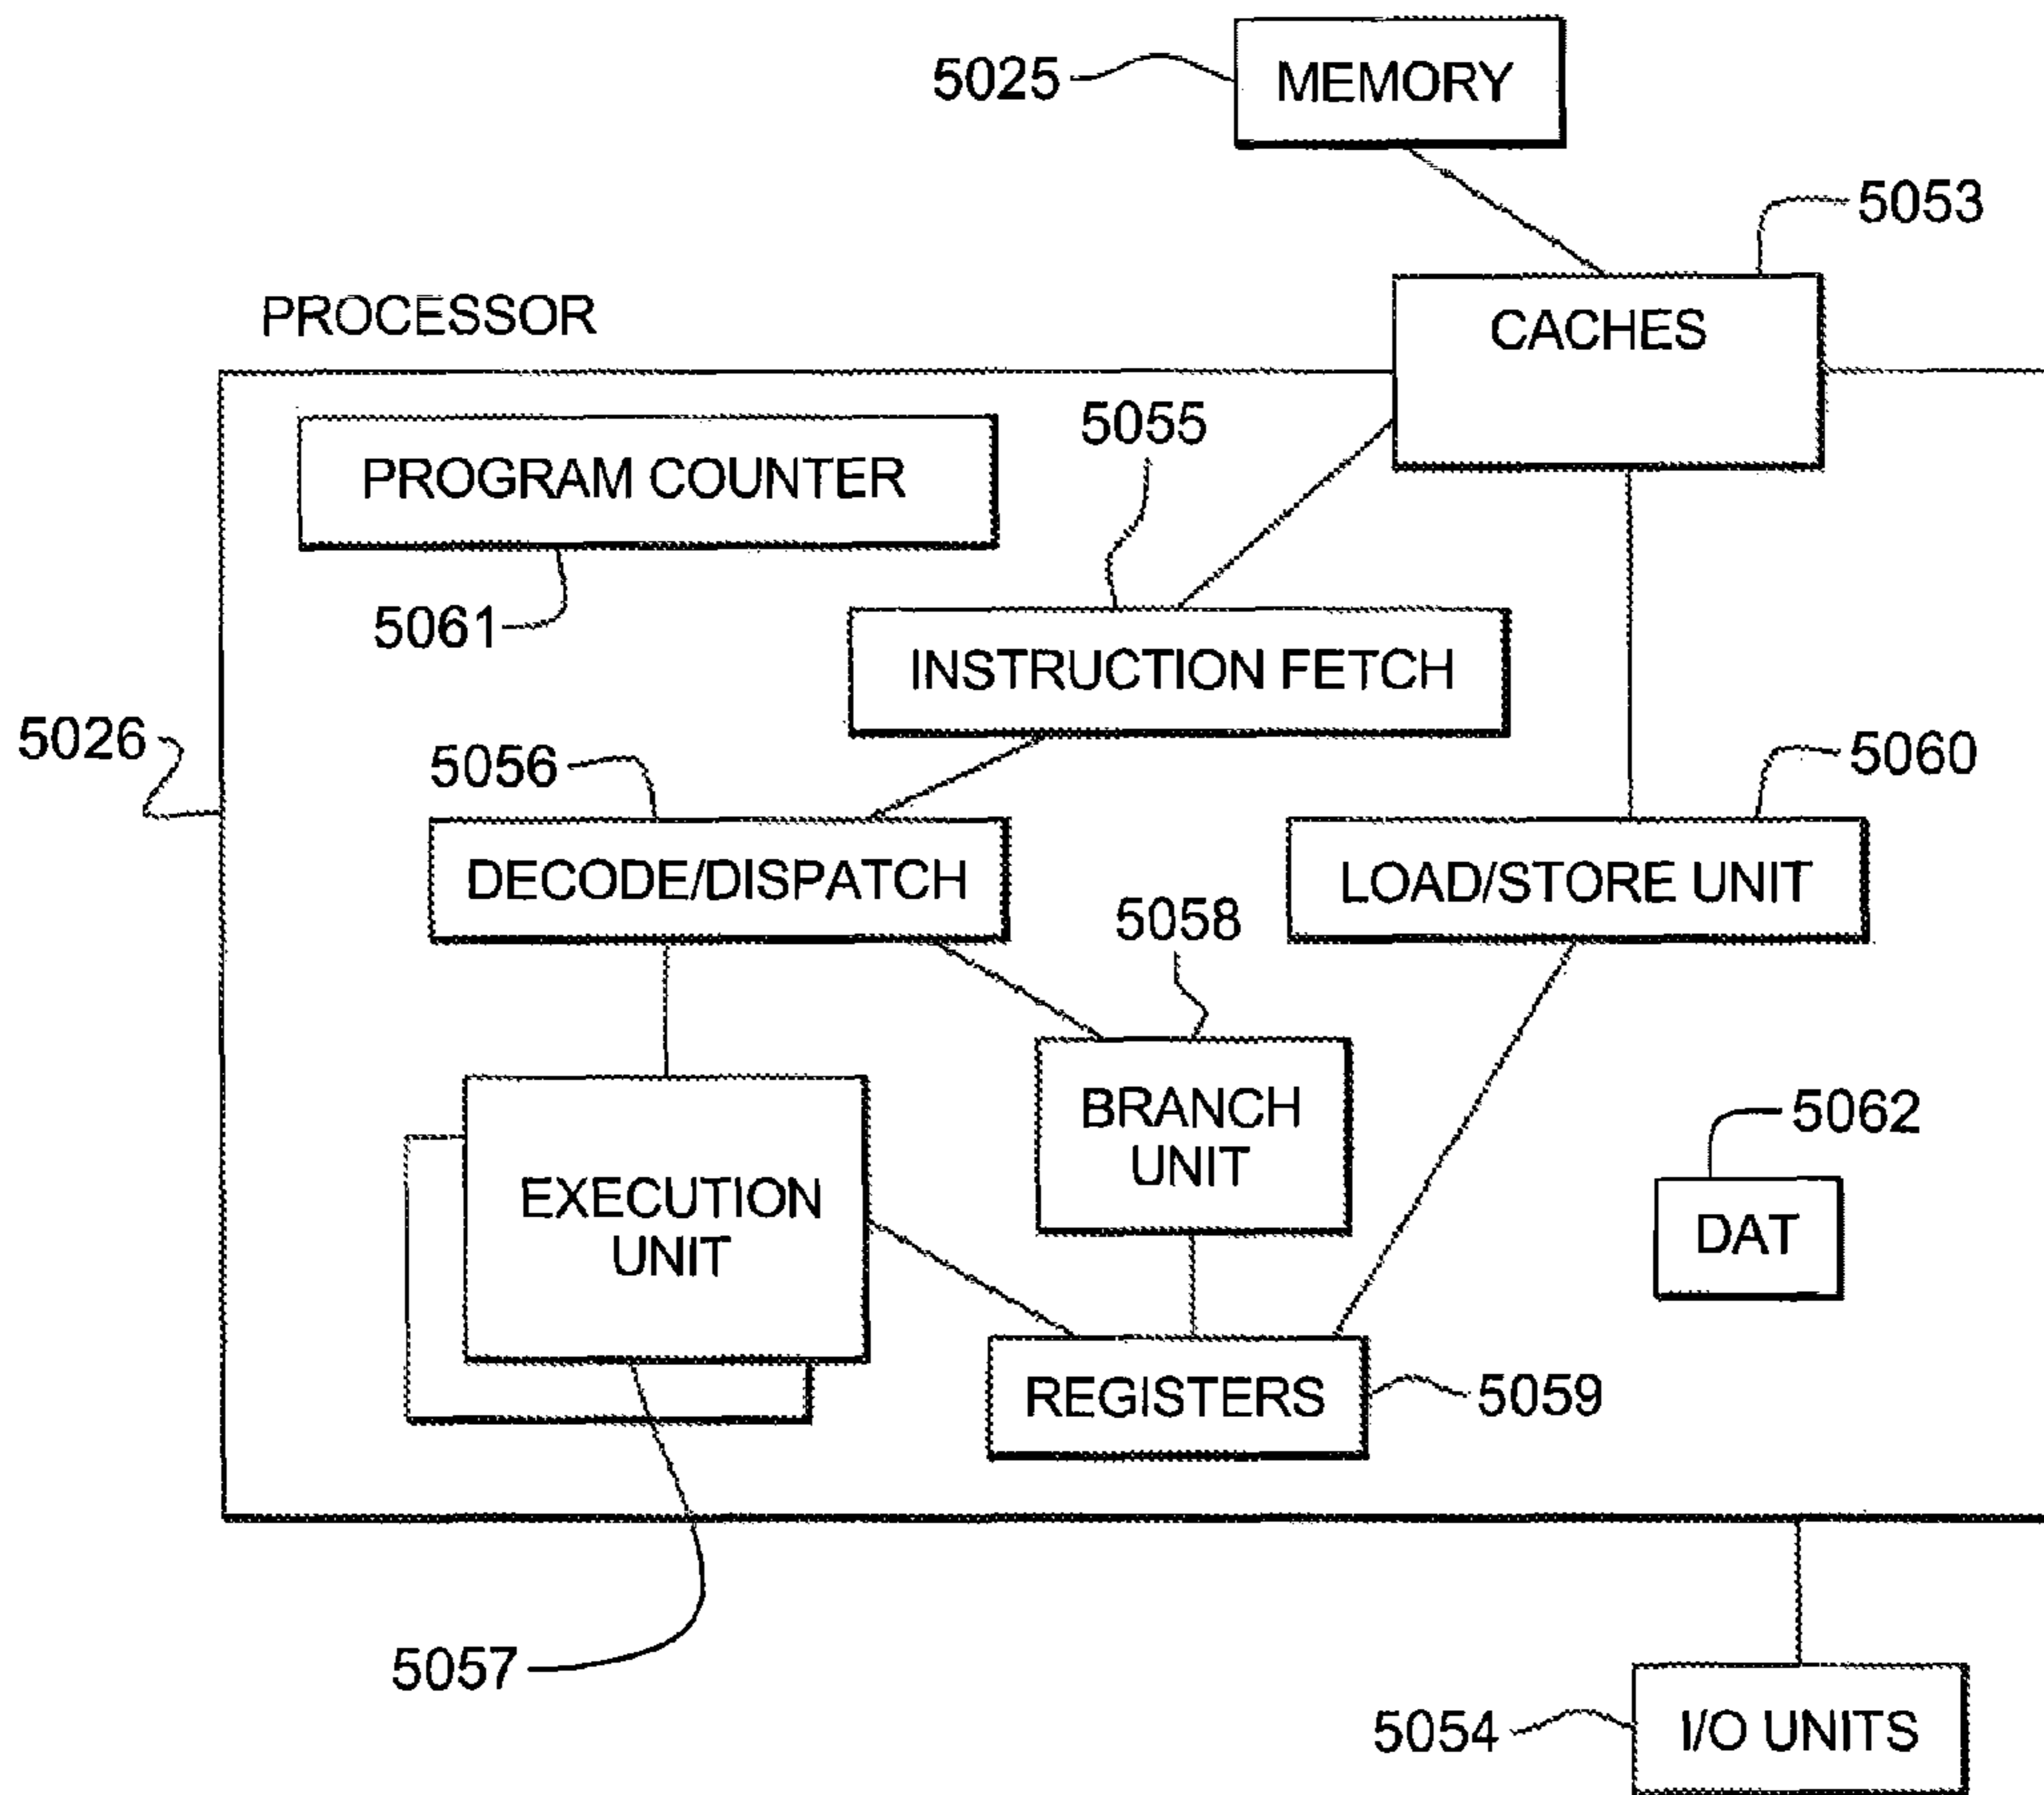 5025
MEMORY
5053
CACHES
PROCESSOR
5055
PROGRAM COUNTER
5061
INSTRUCTION FETCH
5026
5056
5060
DECODE/DISPATCH
LOAD/STORE UNIT
5058
BRANCH
UNIT
5062
EXECUTION
UNIT
DAT
REGISTERS
5059
5057
5054
I/O UNITS